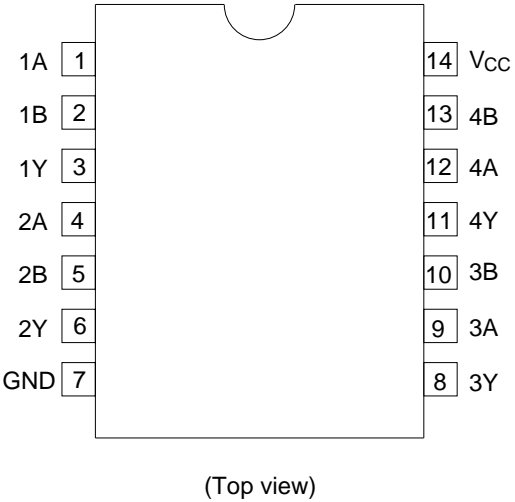 1A 1 14 VCC
1B 2 13 4B
1Y 3 12 4A
2A 4 11 4Y
2B 5 10 3B
2Y 6 9 3A
GND 7 8 3Y
(Top view)